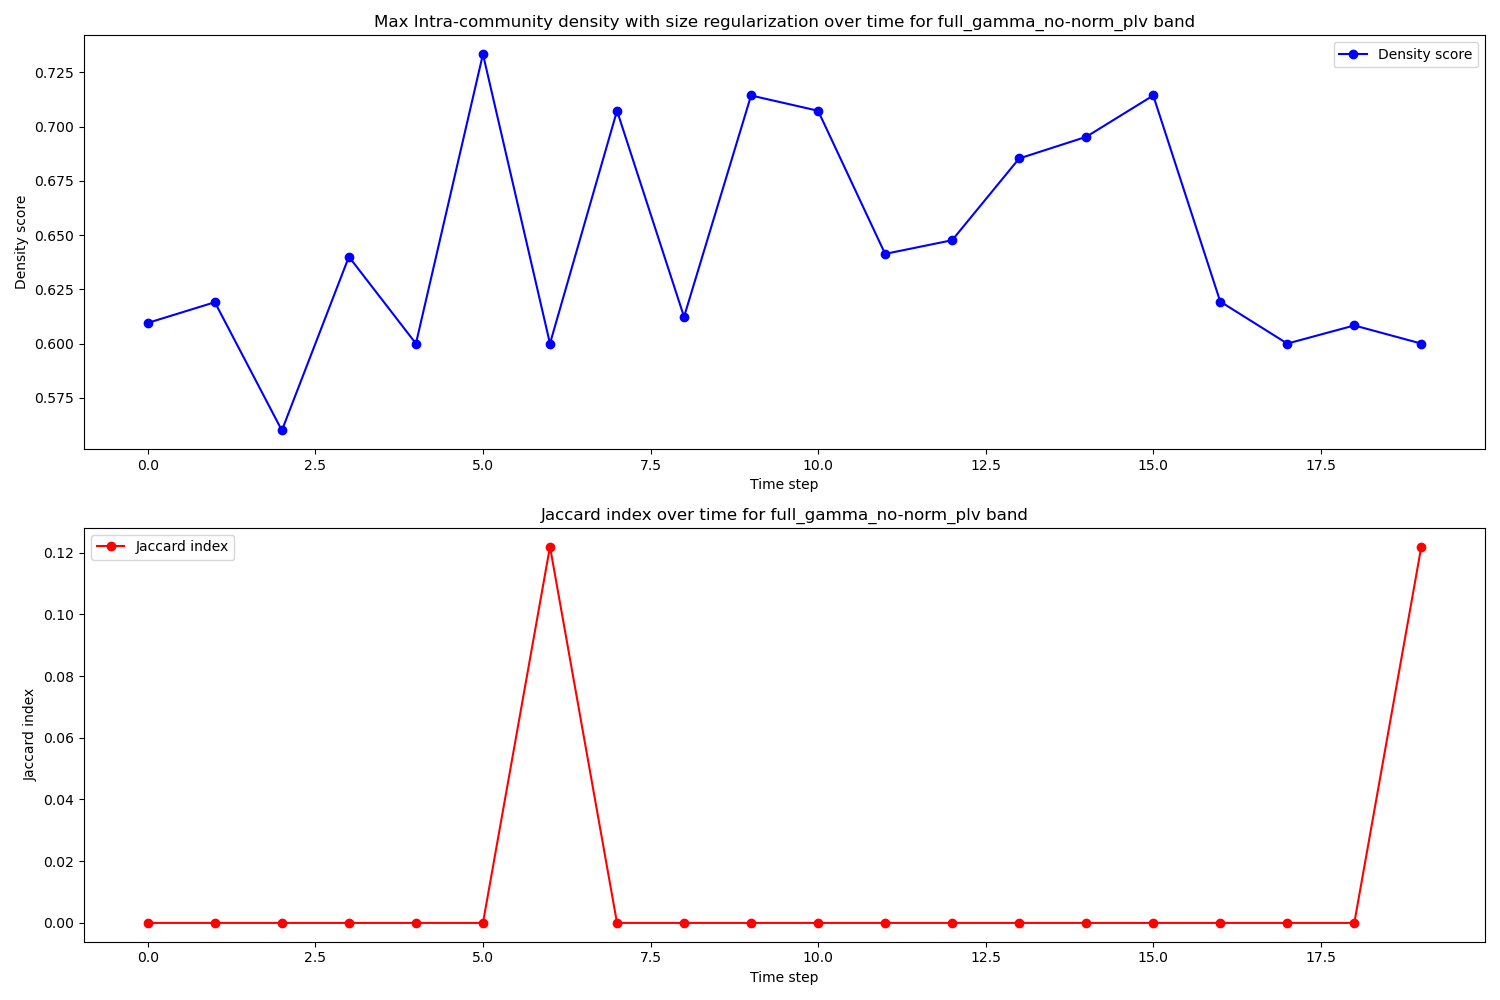 Max Intra-community density with size regularization over time for full_gamma_no-norm_plv band
Density score
0.725
0.700
0.675
0.650
0.625
0.600
0.575
Density score
0.0 2.5 5.0 7.5 10.0 12.5 15.0 17.5
Time step
Jaccard index over time for full_gamma_no-norm_plv band
Jaccard index
0.12
0.10
0.08
0.06
0.04
0.02
0.00
Jaccard index
0.0 2.5 5.0 7.5 10.0 12.5 15.0 17.5
Time step